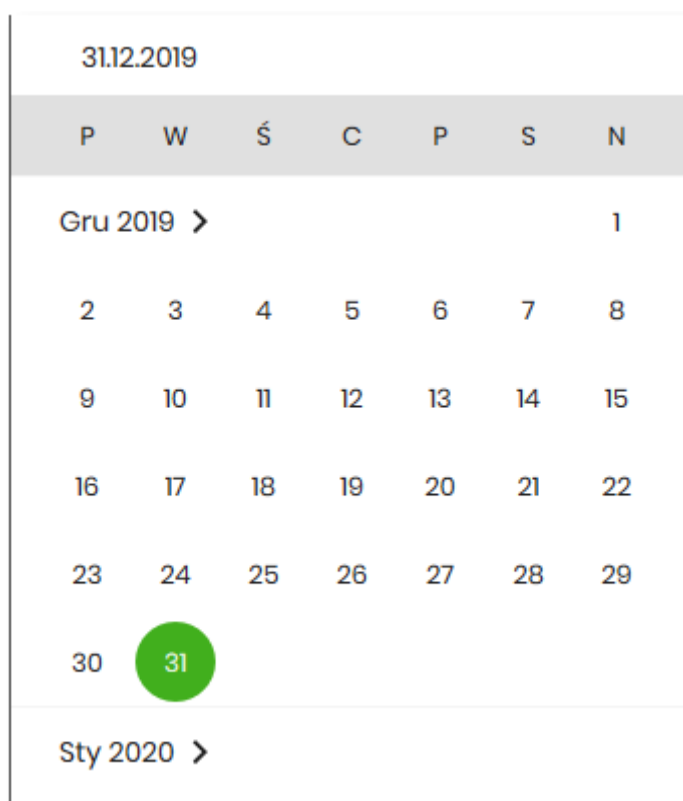 31.12.2019
P W Ś C P S N
Gru 2019 1
2 3 4 5 6 7 8
9 10 11 12 13 14 15
16 17 18 19 20 21 22
23 24 25 26 27 28 29
30 31
Sty 2020